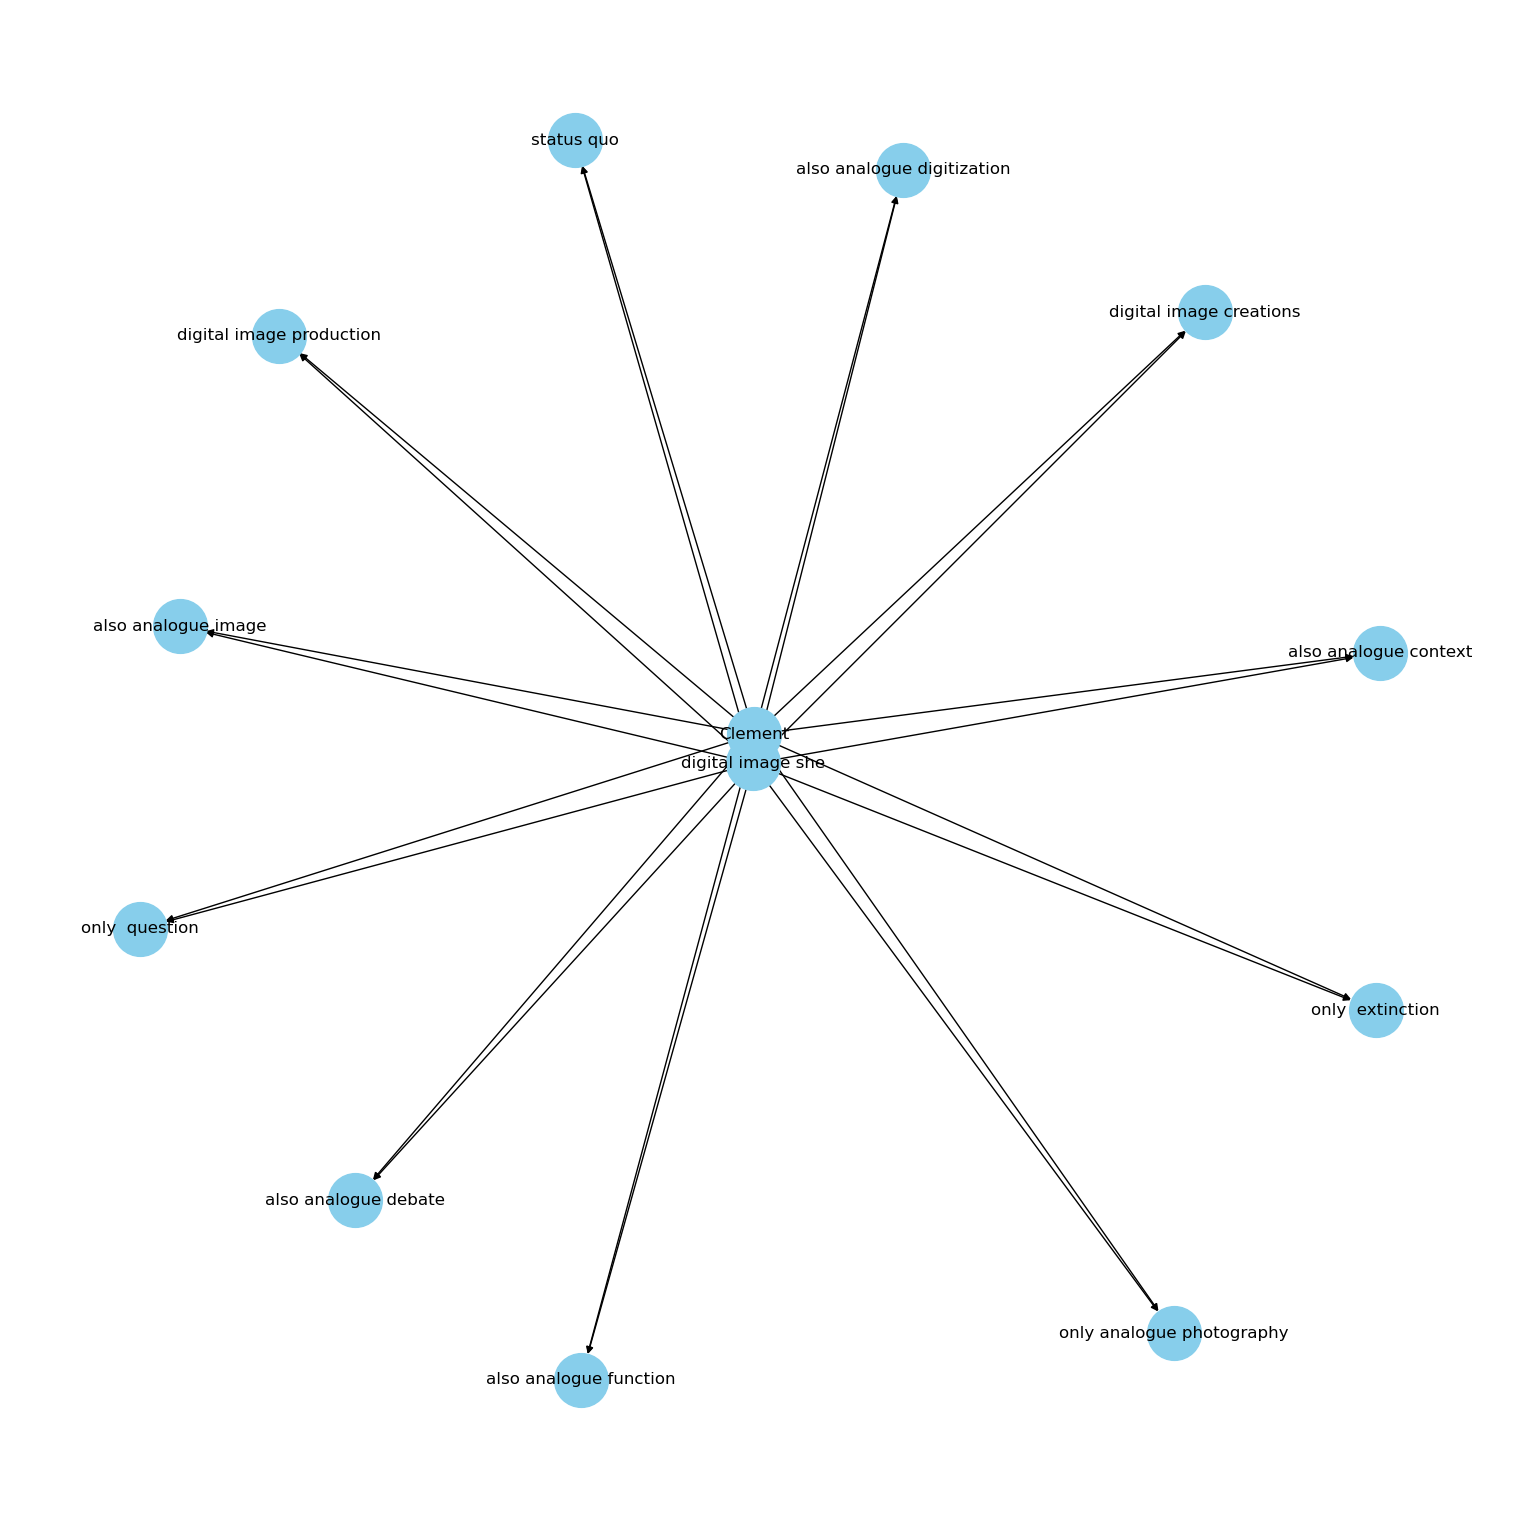 status quo
also analogue digitization
digital image creations
digital image production
also analogue image
also analogue context
Clement
digital image she
only  question
only  extinction
also analogue debate
only analogue photography
also analogue function